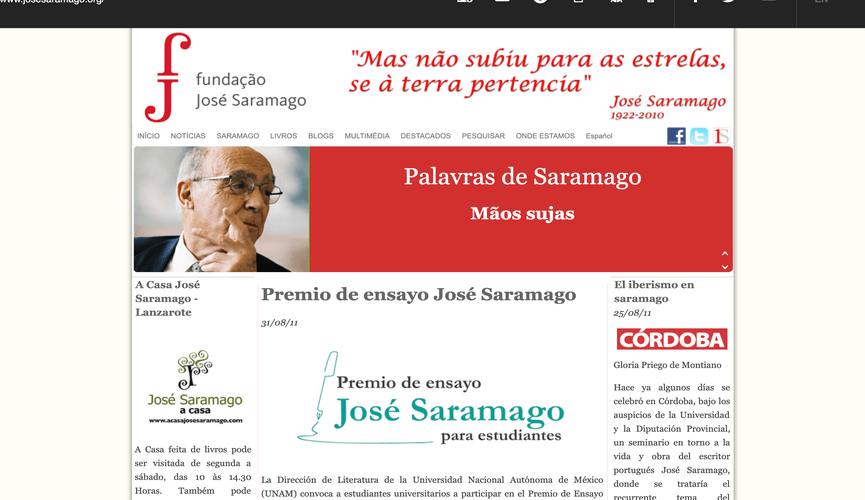 www.josesaramago.org/
EN
fundação
José Saramago
"Mas não subiu para as estrelas,
se à terra pertencia"
José Saramago
1922-2010
INÍCIO NOTÍCIAS SARAMAGO LIVROS BLOGS MULTIMÉDIA DESTACADOS PESQUISAR ONDE ESTAMOS Español
Palavras de Saramago
Mãos sujas
A Casa José
Saramago -
Lanzarote
José Saramago
a casa
www.acasajosesaramago.com
A Casa feita de livros pode
ser visitada de segunda a
sábado, das 10 às 14.30
Horas. Também pode
Premio de ensayo José Saramago
31/08/11
Premio de ensayo
José Saramago
para estudiantes
La Dirección de Literatura de la Universidad Nacional Autónoma de México
(UNAM) convoca a estudiantes universitarios a participar en el Premio de Ensayo
El iberismo en
saramago
25/08/11
CÓRDOBA
Gloria Priego de Montiano
Hace ya algunos días se
celebró en Córdoba, bajo los
auspicios de la Universidad
y la Diputación Provincial,
un seminario en torno a la
vida y obra del escritor
portugués José Saramago,
donde se trataría el
recurrente tema del